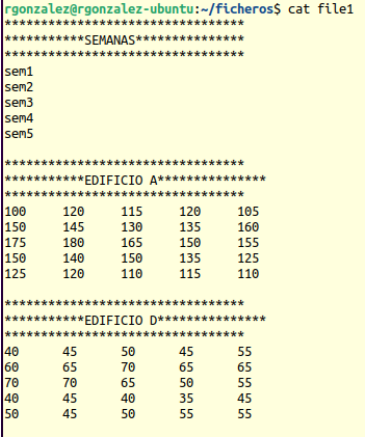 rgonzalez@rgonzalez-ubuntu:~/ficheros$ cat file1
*********************************
***********SEMANAS***************
*********************************
sem1
sem2
sem3
sem4
sem5
*********************************
***********EDIFICIO A***************
*********************************
100 120 115 120 105
150 145 130 135 160
175 180 165 150 155
150 140 150 135 125
125 120 110 115 110
*********************************
***********EDIFICIO D***************
*********************************
40 45 50 45 55
60 65 70 65 65
70 70 65 50 55
40 45 40 35 45
50 45 50 55 55